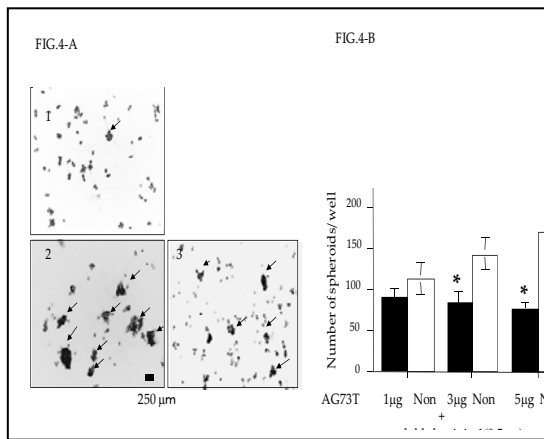 FIG.4-A
FIG.4-B
1
2
3
250 µm
Number of spheroids/well
200
150
100
50
0
*
*
AG73T 1µg Non 3µg Non 5µg
+